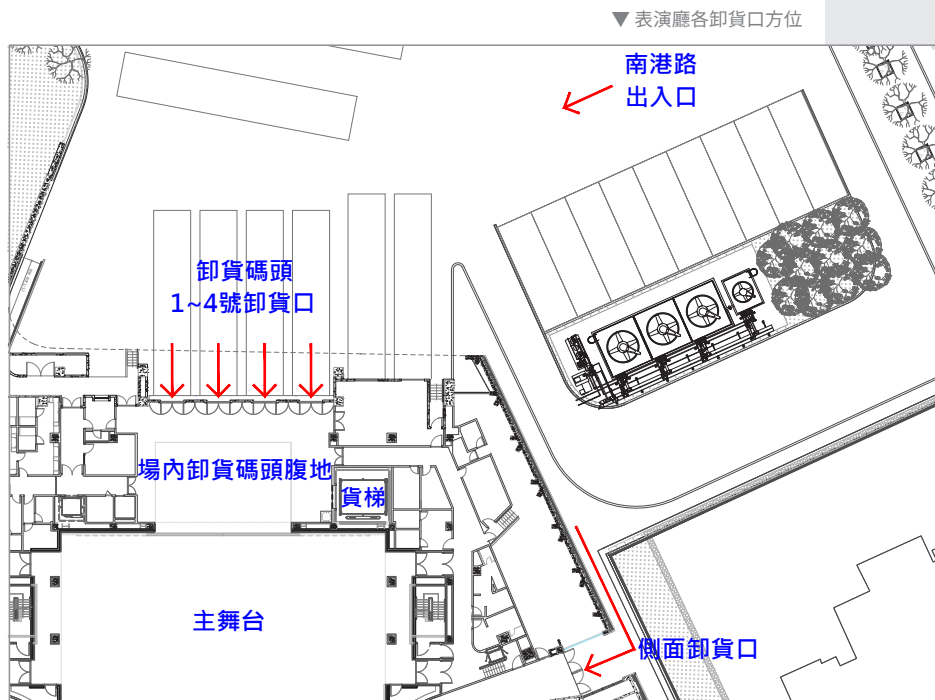 ▼ 表演廳各卸貨口方位
南港路
出入口
卸貨碼頭
1~4號卸貨口
場內卸貨碼頭腹地
貨梯
主舞台
側面卸貨口